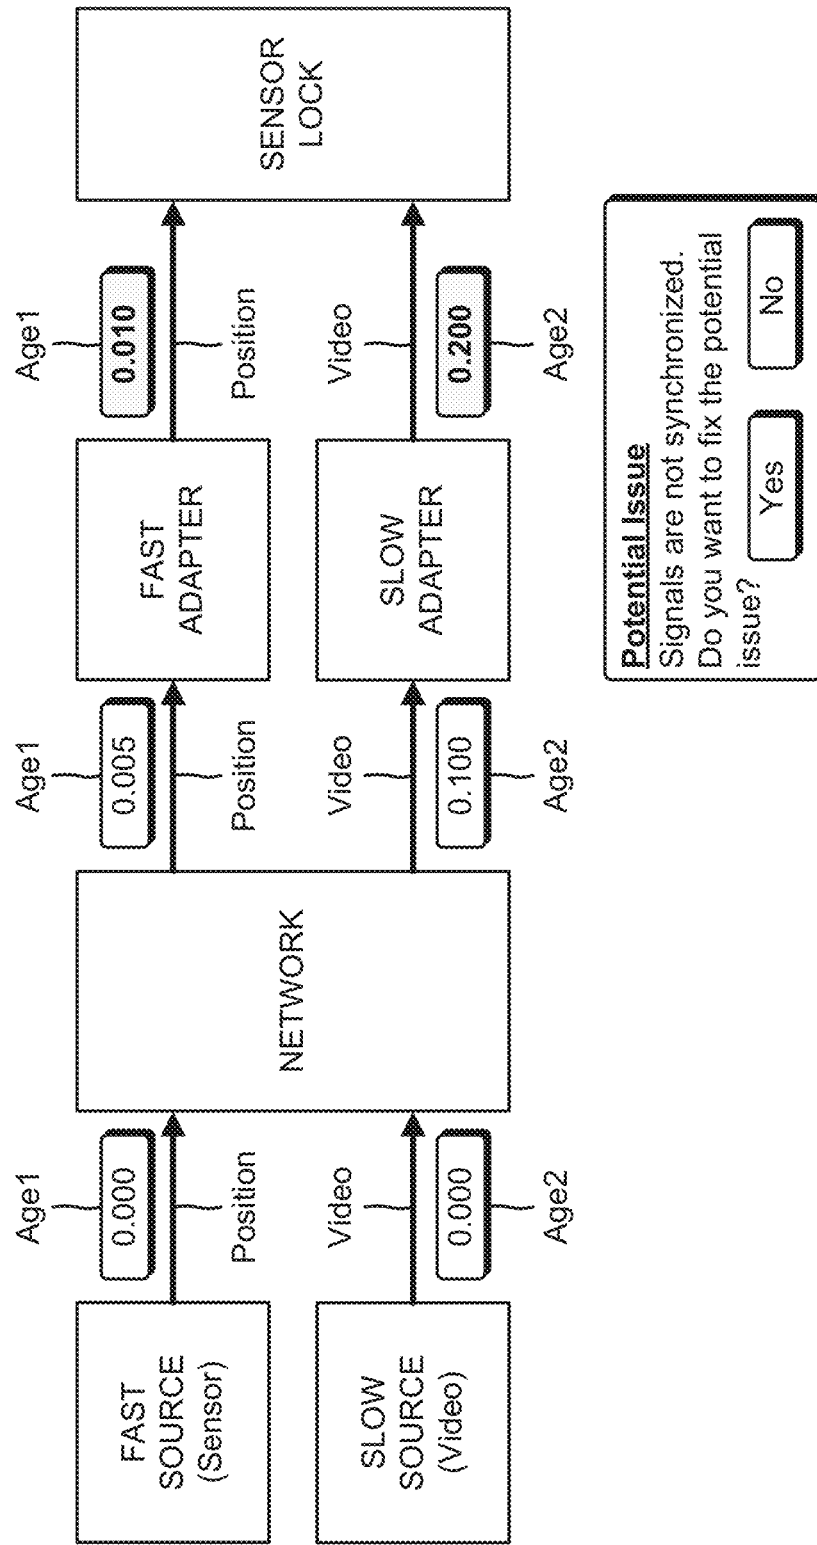 Age1
0.000
Position
Age1
0.005
Position
Age1
0.010
Position
FAST
SOURCE
(Sensor)
NETWORK
FAST
ADAPTER
SENSOR
LOCK
SLOW
SOURCE
(Video)
SLOW
ADAPTER
Video
0.000
Age2
Video
0.100
Age2
Video
0.200
Age2
Potential Issue
Signals are not synchronized.
Do you want to fix the potential
issue?
Yes
No